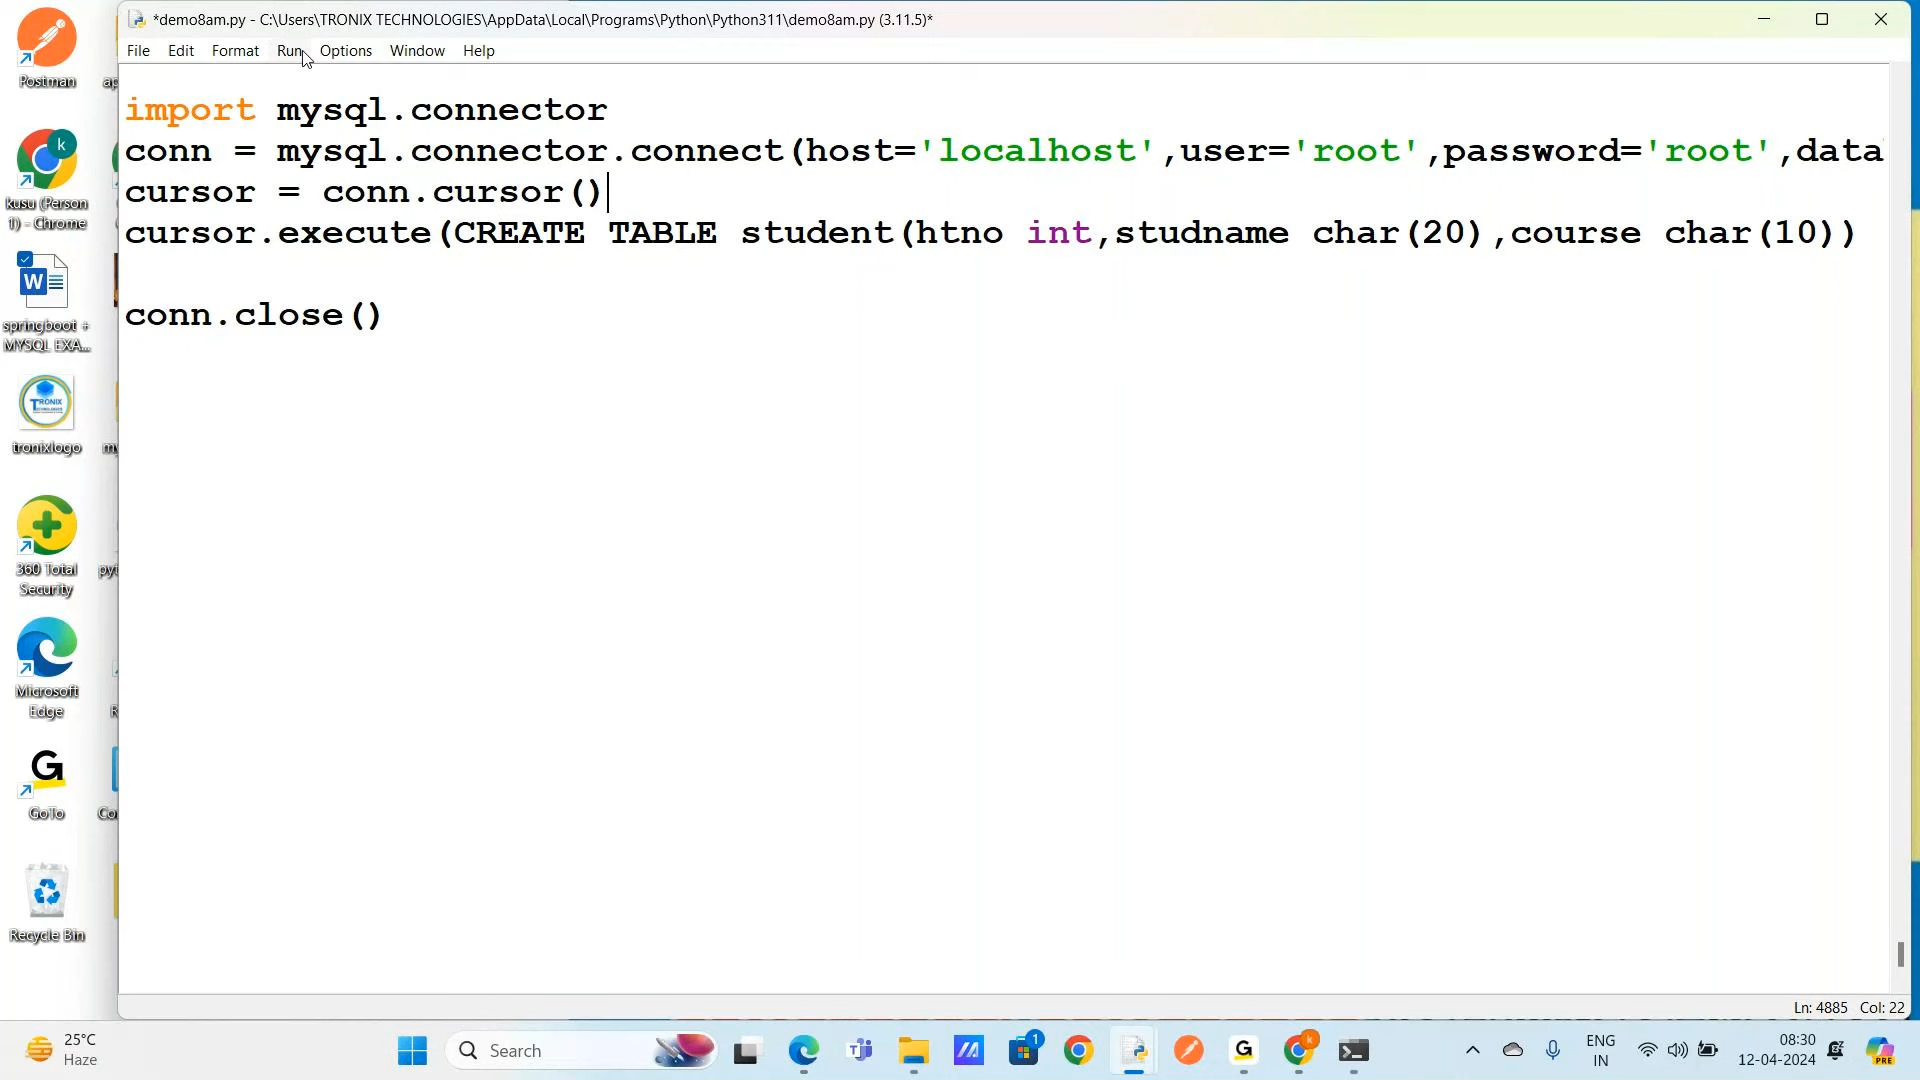 *demo8am.py - C:\Users\TRONIX TECHNOLOGIES\AppData\Local\Programs\Python\Python311\demo8am.py (3.11.5)*
File Edit Format Run Options Window Help
import mysql.connector
conn = mysql.connector.connect(host='localhost',user='root',password='root',data
cursor = conn.cursor()
cursor.execute(CREATE TABLE student(htno int,studname char(20),course char(10))
conn.close()
Postman
kusu (Person
1) - Chrome
springboot +
MYSQL EXA...
TRONIX
tronixlogo
360 Total
Security
Microsoft
Edge
GoTo
Recycle Bin
Ln: 4885 Col: 22
25°C
Haze
Search
1
ENG
IN
08:30
12-04-2024
PRE